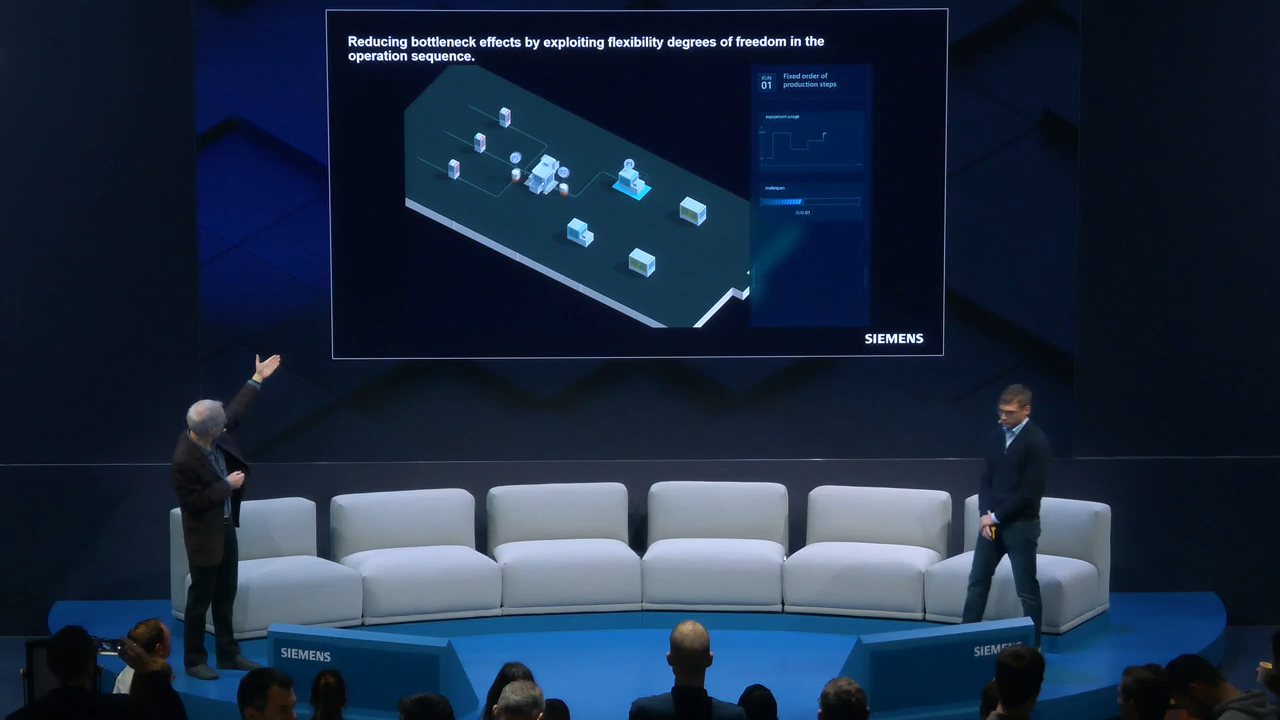 Reducing bottleneck effects by exploiting flexibility degrees of freedom in the
operation sequence.
RUN
01
Fixed order of
production steps
equipment usage
makespan
RUN 01
SIEMENS
SIEMENS
SIEMENS